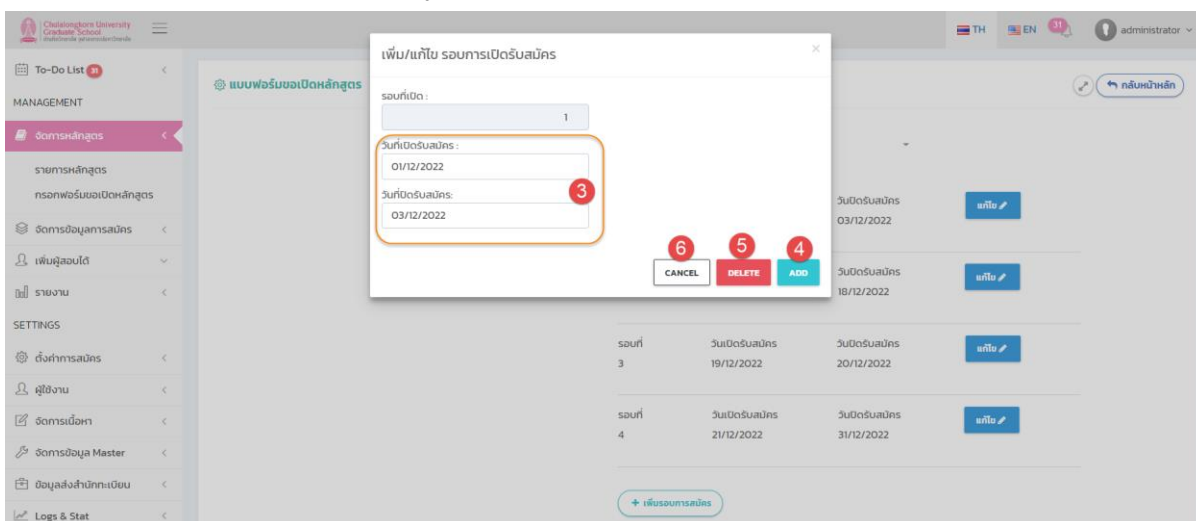 Chulalongkorn University
Graduate School
TH
EN
31
administrator
To-Do List 31
MANAGEMENT
จัดการหลักสูตร
รายการหลักสูตร
กรอกฟอร์มขอเปิดหลักสูตร
จัดการข้อมูลการสมัคร
เพิ่มผู้สอบได้
รายงาน
SETTINGS
ตั้งค่าการสมัคร
ผู้ใช้งาน
จัดการเนื้อหา
จัดการข้อมูล Master
ข้อมูลส่งสำนักทะเบียน
Logs & Stat
แบบฟอร์มขอเปิดหลักสูตร
กลับหน้าหลัก
เพิ่ม/แก้ไข รอบการเปิดรับสมัคร
×
รอบที่เปิด :
1
วันที่เปิดรับสมัคร :
01/12/2022
วันที่ปิดรับสมัคร:
03/12/2022
3
6
5
4
CANCEL
DELETE
ADD
วันปิดรับสมัคร
03/12/2022
แก้ไข
วันปิดรับสมัคร
18/12/2022
แก้ไข
รอบที่
3
วันเปิดรับสมัคร
19/12/2022
วันปิดรับสมัคร
20/12/2022
แก้ไข
รอบที่
4
วันเปิดรับสมัคร
21/12/2022
วันปิดรับสมัคร
31/12/2022
แก้ไข
+ เพิ่มรอบการสมัคร